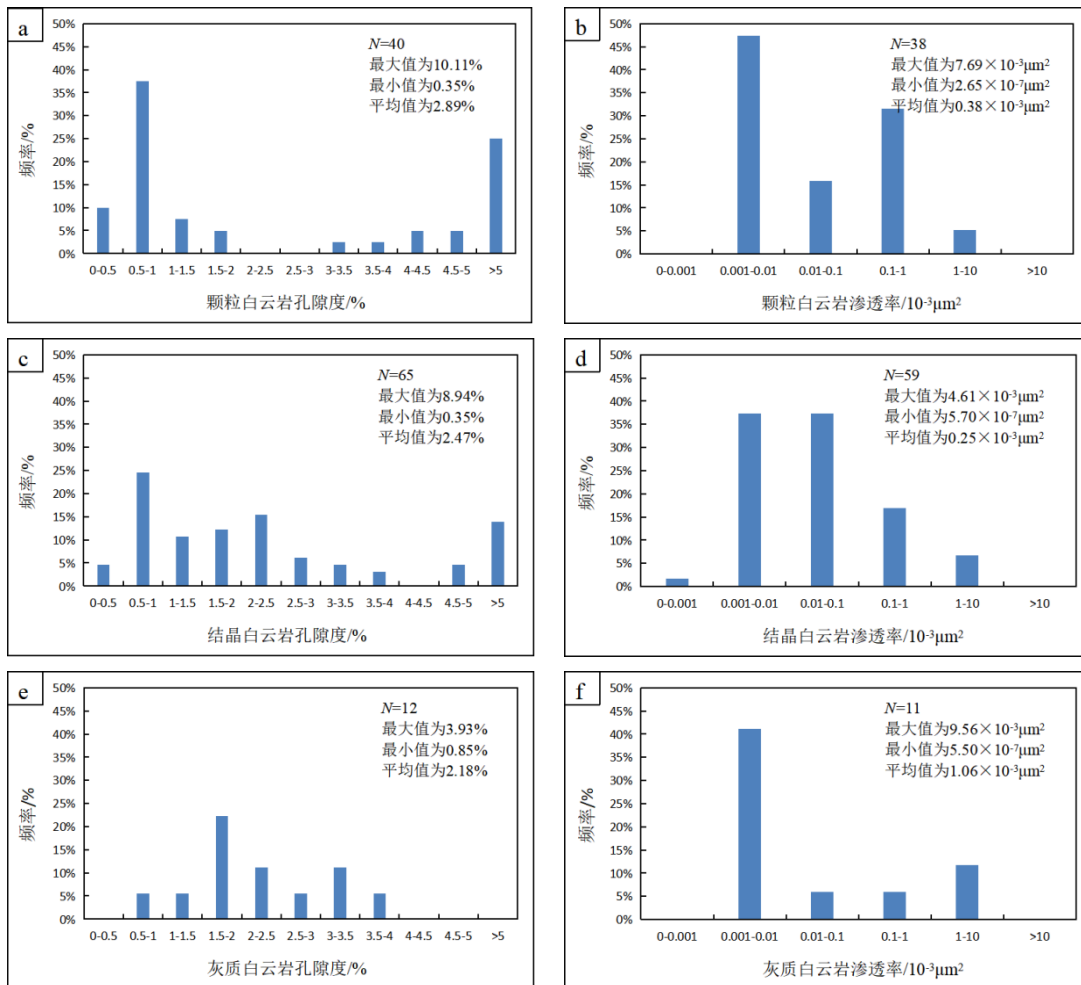 a
50%
45%
40%
35%
30%
25%
20%
15%
10%
5%
0%
频率/%
N=40
最大值为10.11%
最小值为0.35%
平均值为2.89%
0-0.5 0.5-1 1-1.5 1.5-2 2-2.5 2.5-3 3-3.5 3.5-4 4-4.5 4.5-5 >5
颗粒白云岩孔隙度/%
b
50%
45%
40%
35%
30%
25%
20%
15%
10%
5%
0%
频率/%
N=38
最大值为7.69×10⁻³μm²
最小值为2.65×10⁻⁷μm²
平均值为0.38×10⁻³μm²
0-0.001 0.001-0.01 0.01-0.1 0.1-1 1-10 >10
颗粒白云岩渗透率/10⁻³μm²
c
50%
45%
40%
35%
30%
25%
20%
15%
10%
5%
0%
频率/%
N=65
最大值为8.94%
最小值为0.35%
平均值为2.47%
0-0.5 0.5-1 1-1.5 1.5-2 2-2.5 2.5-3 3-3.5 3.5-4 4-4.5 4.5-5 >5
结晶白云岩孔隙度/%
d
50%
45%
40%
35%
30%
25%
20%
15%
10%
5%
0%
频率/%
N=59
最大值为4.61×10⁻³μm²
最小值为5.70×10⁻⁷μm²
平均值为0.25×10⁻³μm²
0-0.001 0.001-0.01 0.01-0.1 0.1-1 1-10 >10
结晶白云岩渗透率/10⁻³μm²
e
50%
45%
40%
35%
30%
25%
20%
15%
10%
5%
0%
频率/%
N=12
最大值为3.93%
最小值为0.85%
平均值为2.18%
0-0.5 0.5-1 1-1.5 1.5-2 2-2.5 2.5-3 3-3.5 3.5-4 4-4.5 4.5-5 >5
灰质白云岩孔隙度/%
f
50%
45%
40%
35%
30%
25%
20%
15%
10%
5%
0%
频率/%
N=11
最大值为9.56×10⁻³μm²
最小值为5.50×10⁻⁷μm²
平均值为1.06×10⁻³μm²
0-0.001 0.001-0.01 0.01-0.1 0.1-1 1-10 >10
灰质白云岩渗透率/10⁻³μm²